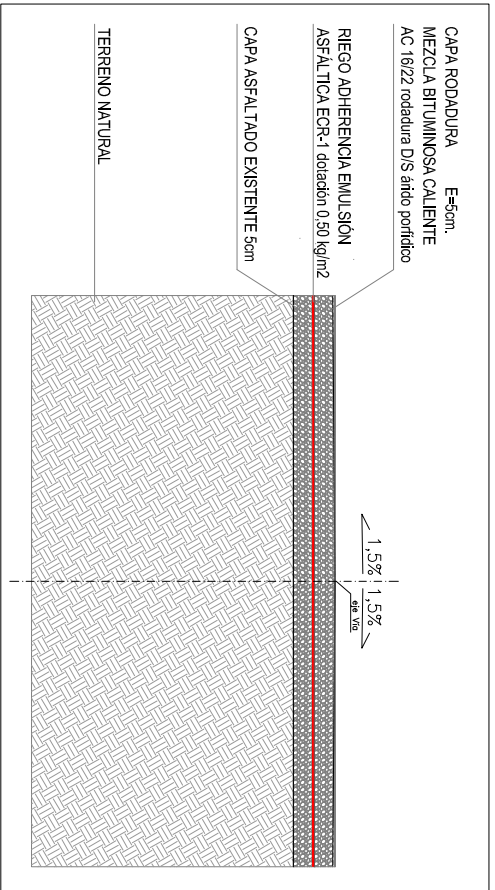 CAPA RODADURA E=5cm.
MEZCLA BITUMINOSA CALIENTE
AC 16/22 rodadura D/S árido porfídico
RIEGO ADHERENCIA EMULSIÓN
ASFÁLTICA ECR-1 dotación 0,50 kg/m2
CAPA ASFALTADO EXISTENTE 5cm
TERRENO NATURAL
1,5% 1,5%
eje Vía